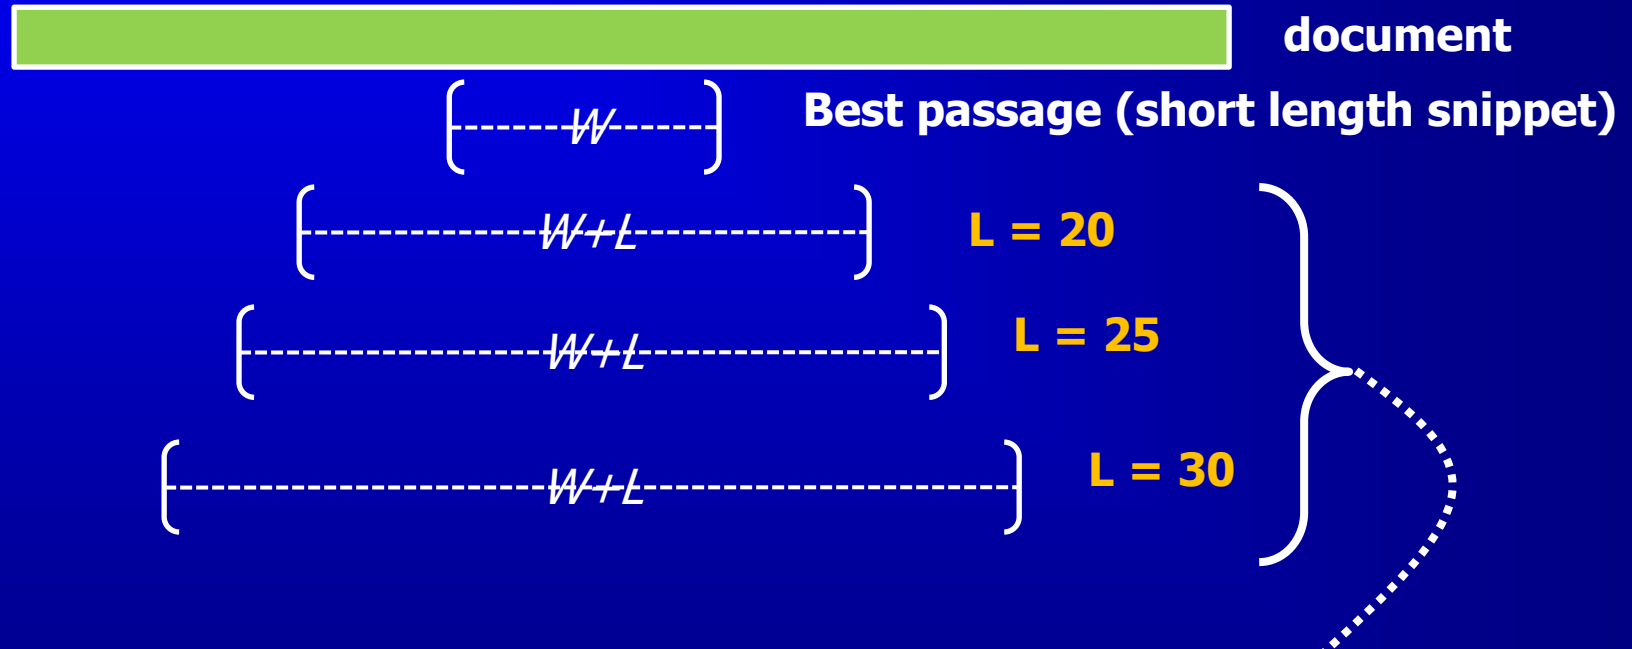 document
W
Best passage (short length snippet)
W+L
L = 20
W+L
L = 25
W+L
L = 30